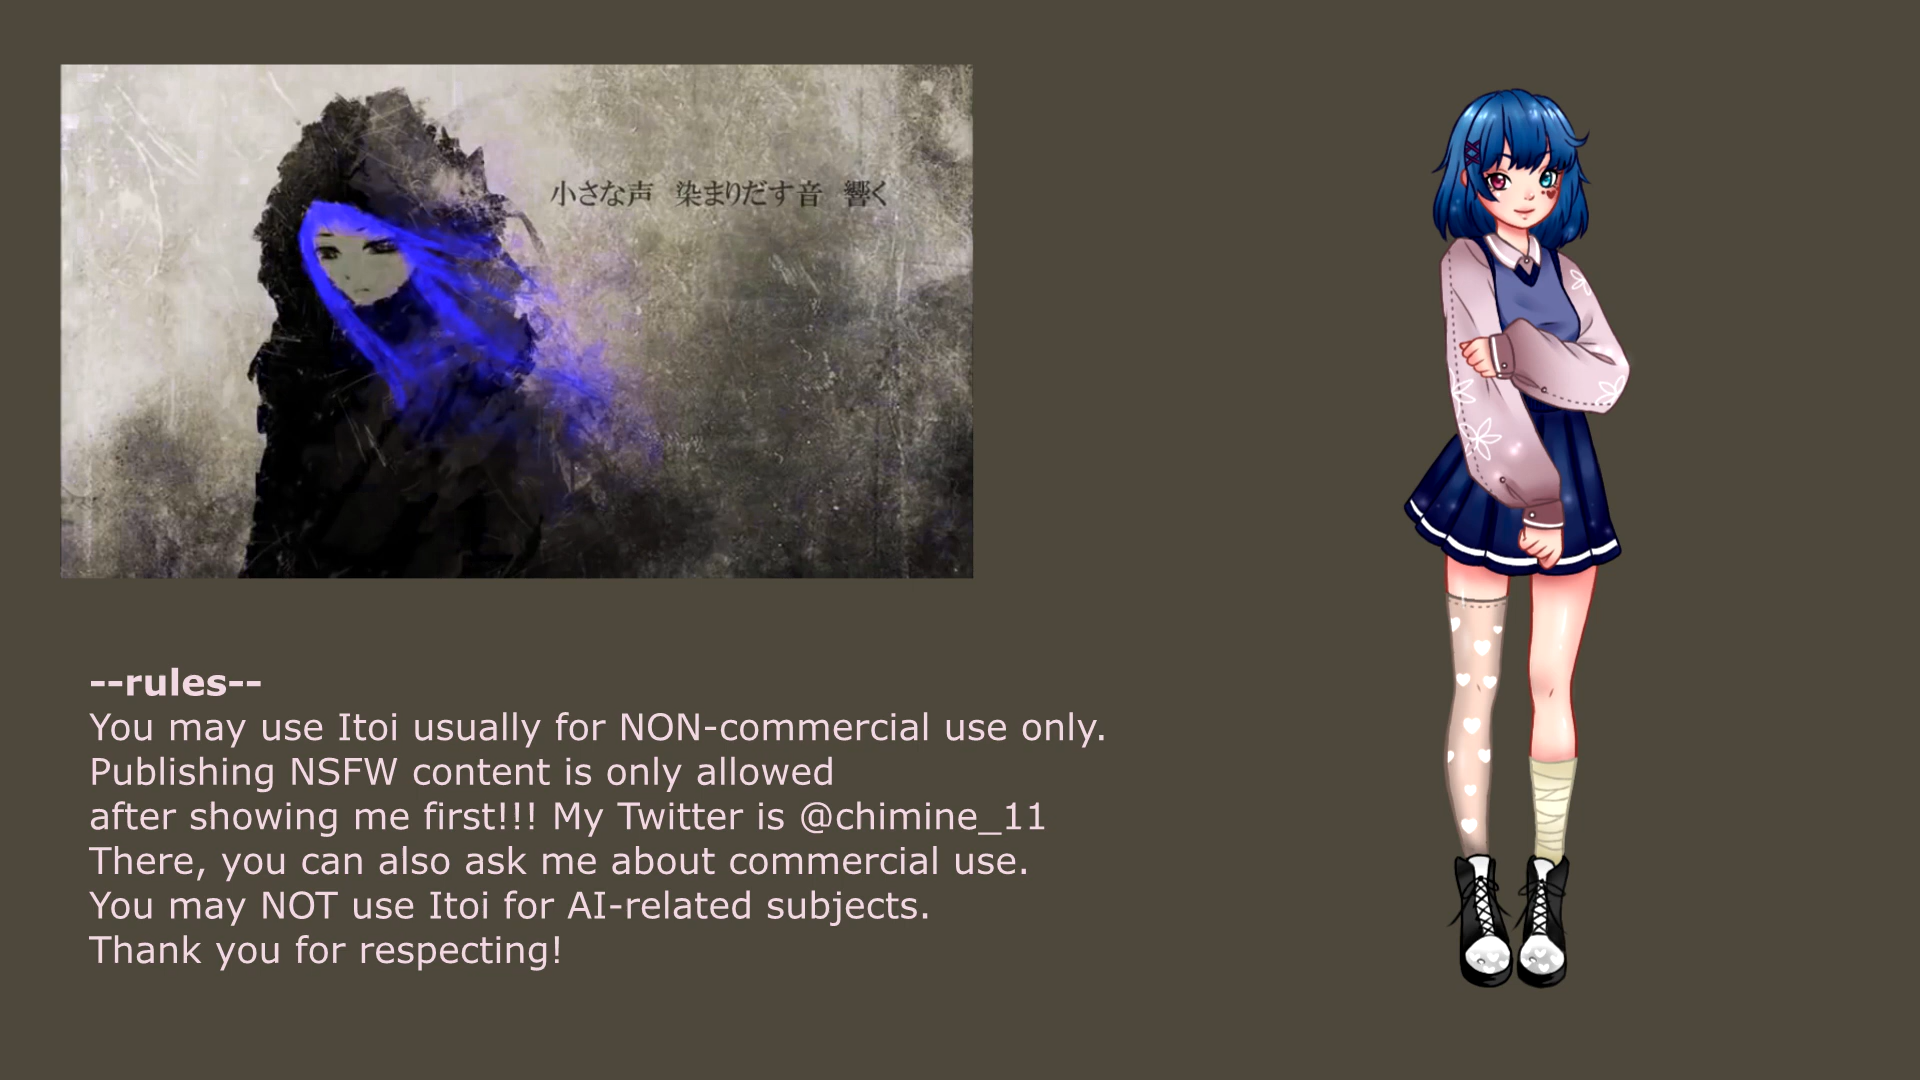 小さな声　染まりだす音　響く
--rules--
You may use Itoi usually for NON-commercial use only.
Publishing NSFW content is only allowed
after showing me first!!! My Twitter is @chimine_11
There, you can also ask me about commercial use.
You may NOT use Itoi for AI-related subjects.
Thank you for respecting!